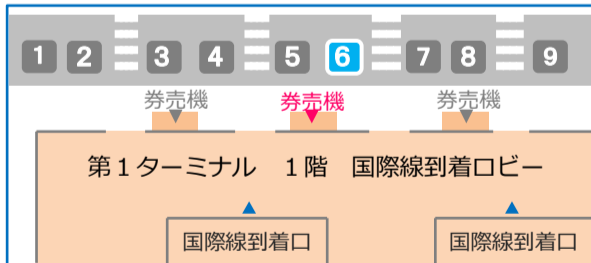 1 2 3 4 5 6 7 8 9
券売機 券売機 券売機
第1ターミナル 1階 国際線到着ロビー
国際線到着口 国際線到着口